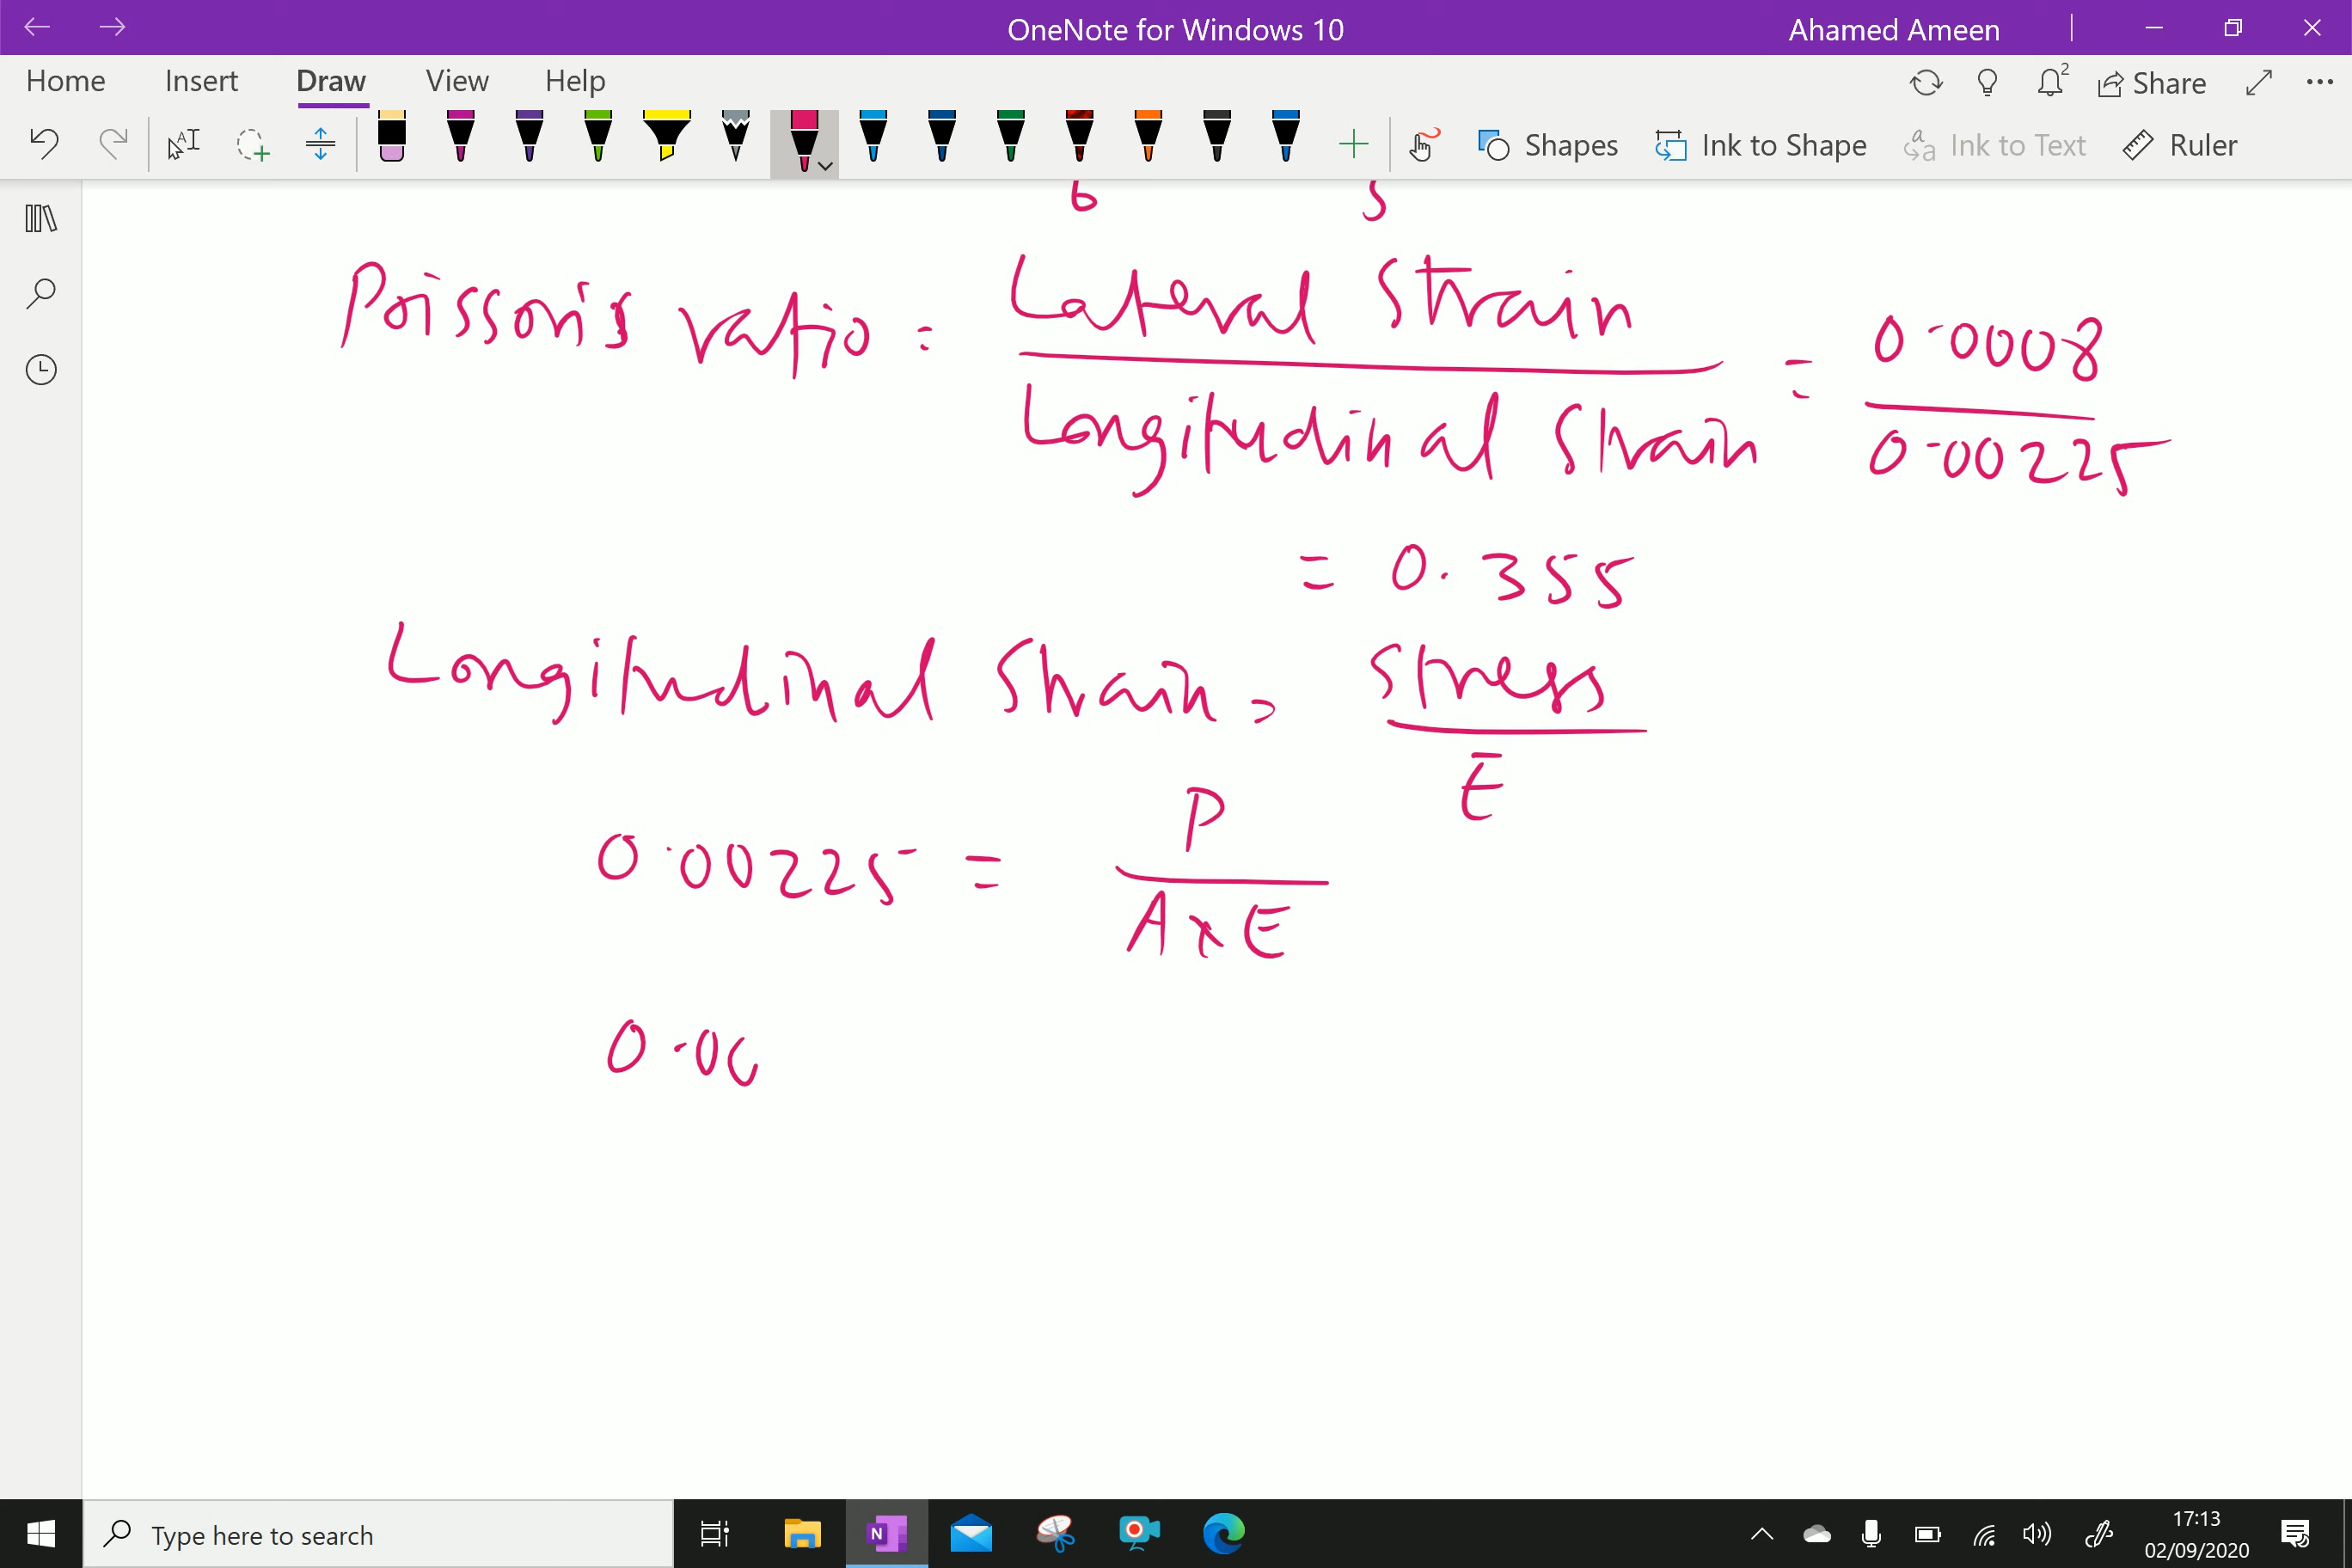 OneNote for Windows 10 Ahamed Ameen
Home Insert Draw View Help 2 Share
Shapes Ink to Shape Ink to Text Ruler
Poisson's ratio = Lateral Strain / Longitudinal Strain = 0.0008 / 0.00225
= 0.355
Longitudinal Strain = Stress / E
0.00225 = P / A x E
0.00
Type here to search
17:13
02/09/2020